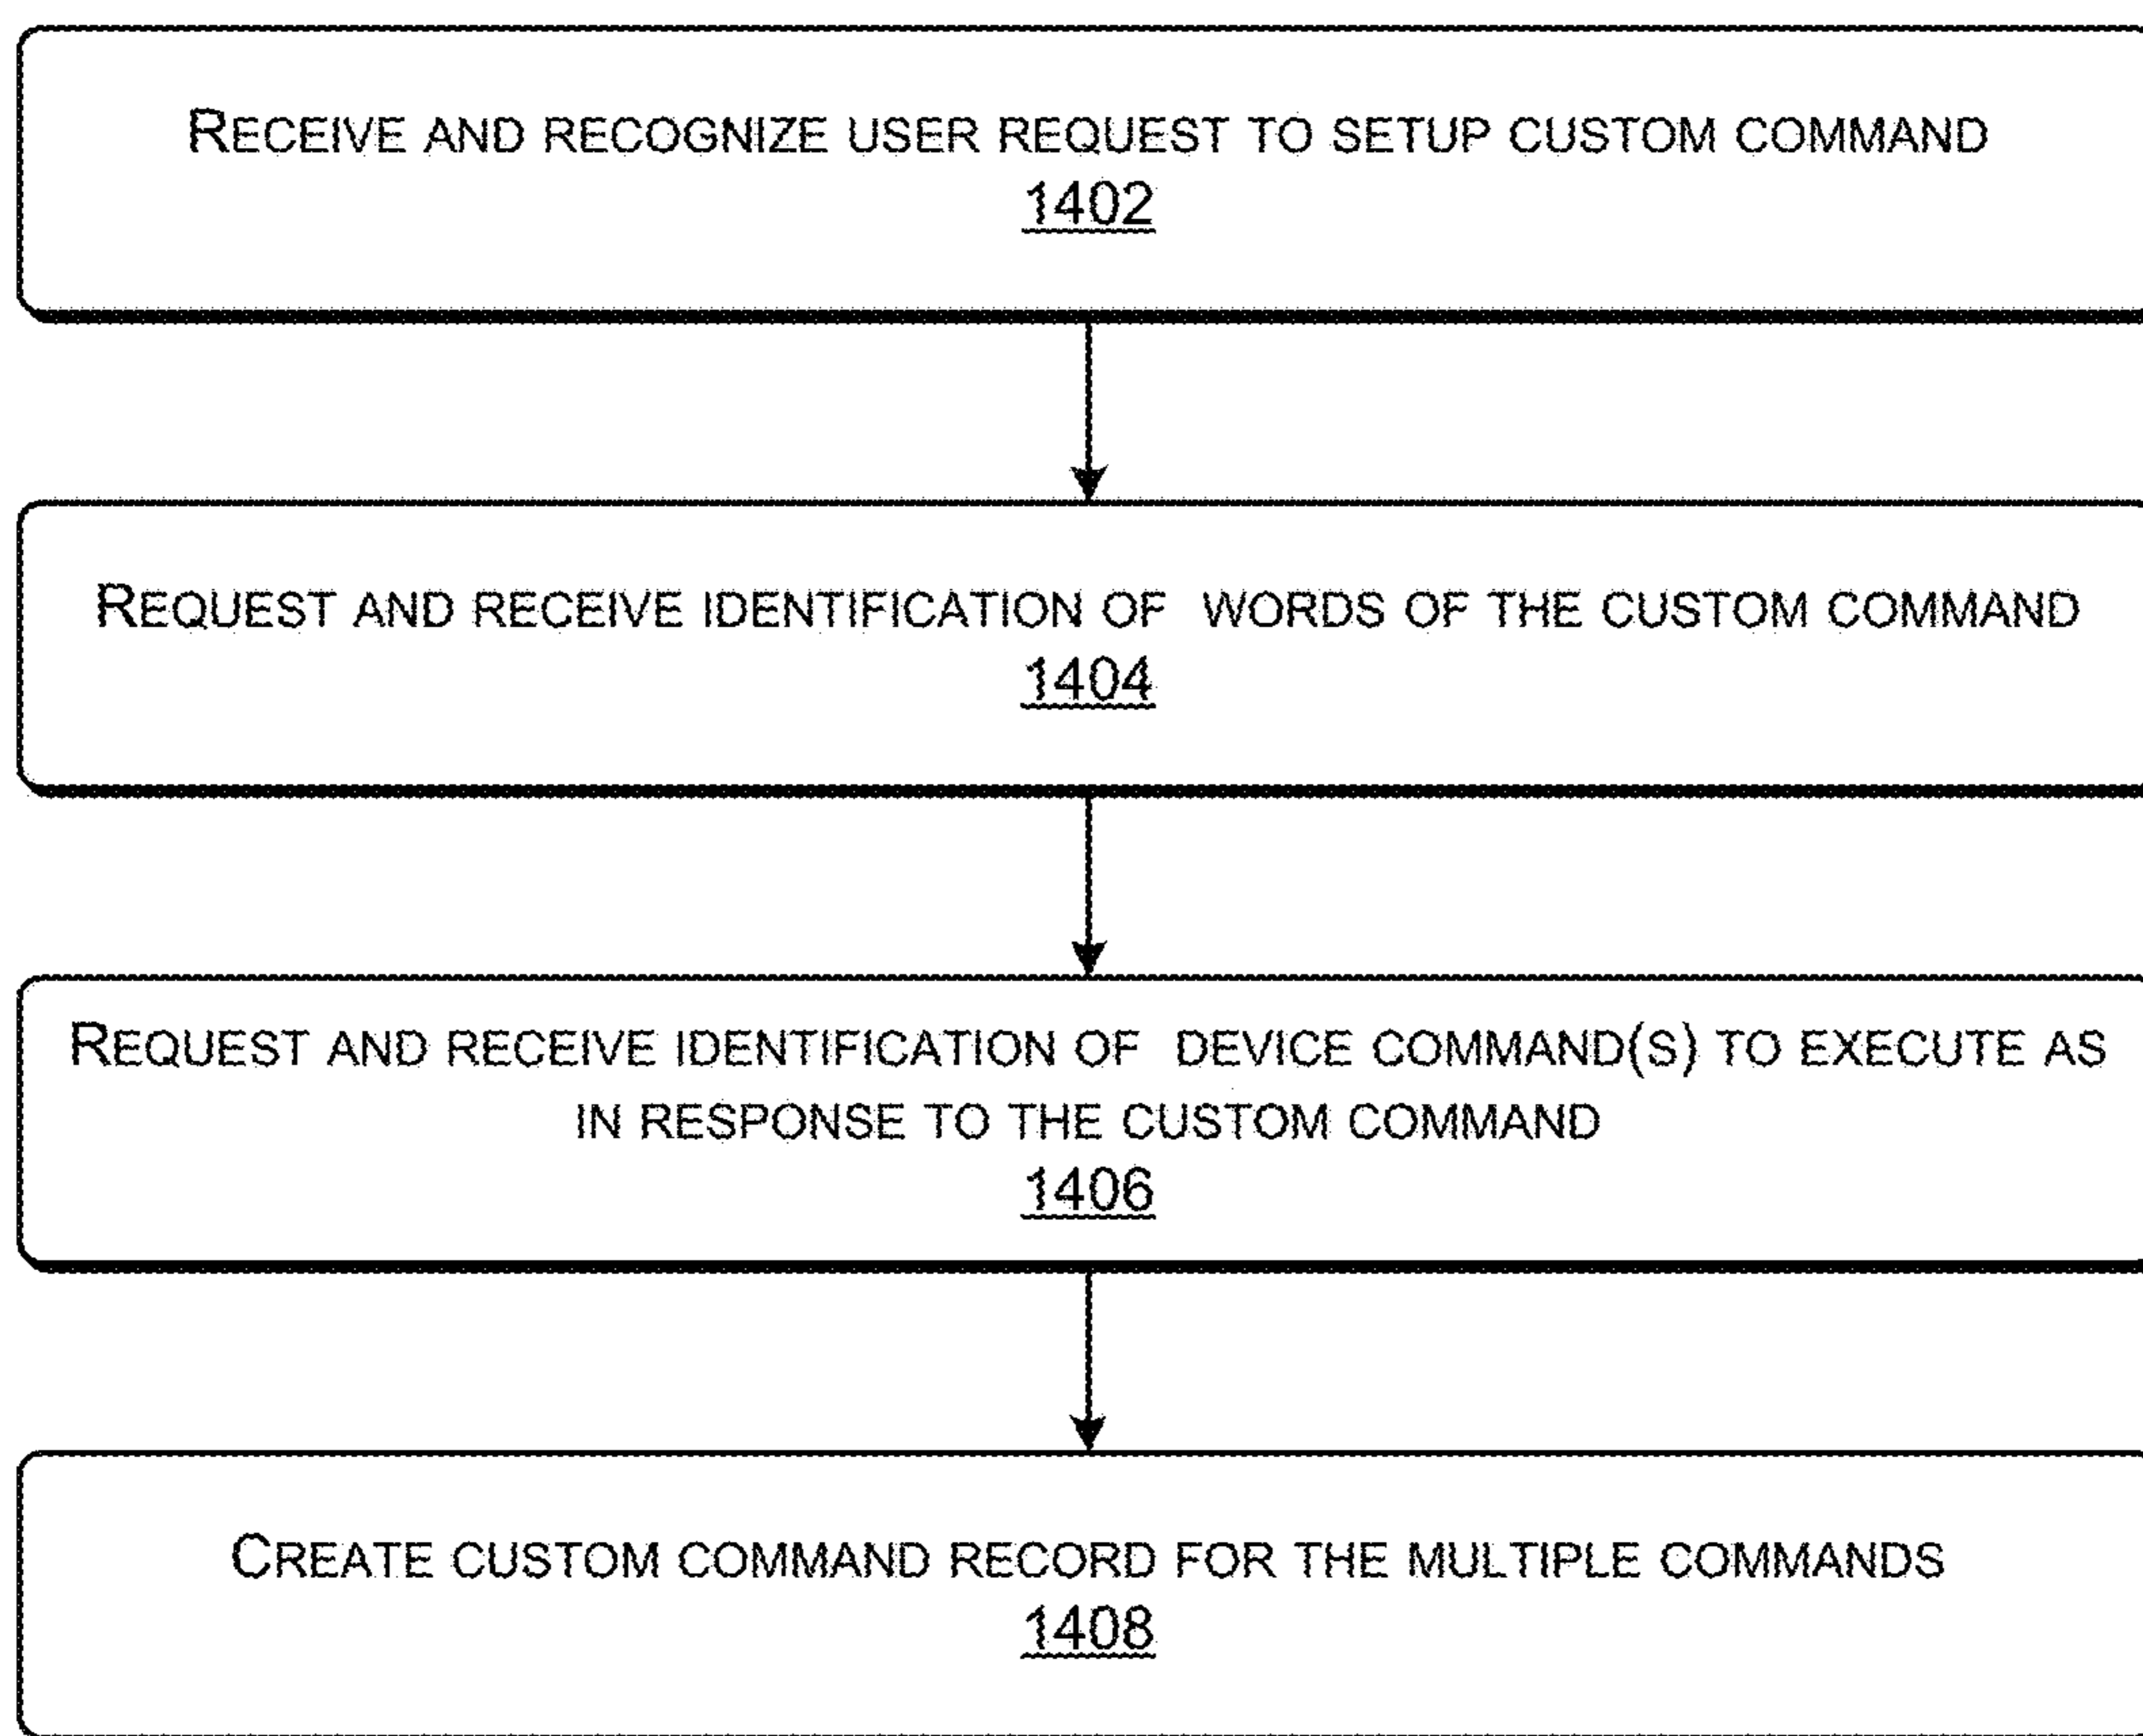 RECEIVE AND RECOGNIZE USER REQUEST TO SETUP CUSTOM COMMAND
1402
REQUEST AND RECEIVE IDENTIFICATION OF WORDS OF THE CUSTOM COMMAND
1404
REQUEST AND RECEIVE IDENTIFICATION OF DEVICE COMMAND(S) TO EXECUTE AS
IN RESPONSE TO THE CUSTOM COMMAND
1406
CREATE CUSTOM COMMAND RECORD FOR THE MULTIPLE COMMANDS
1408